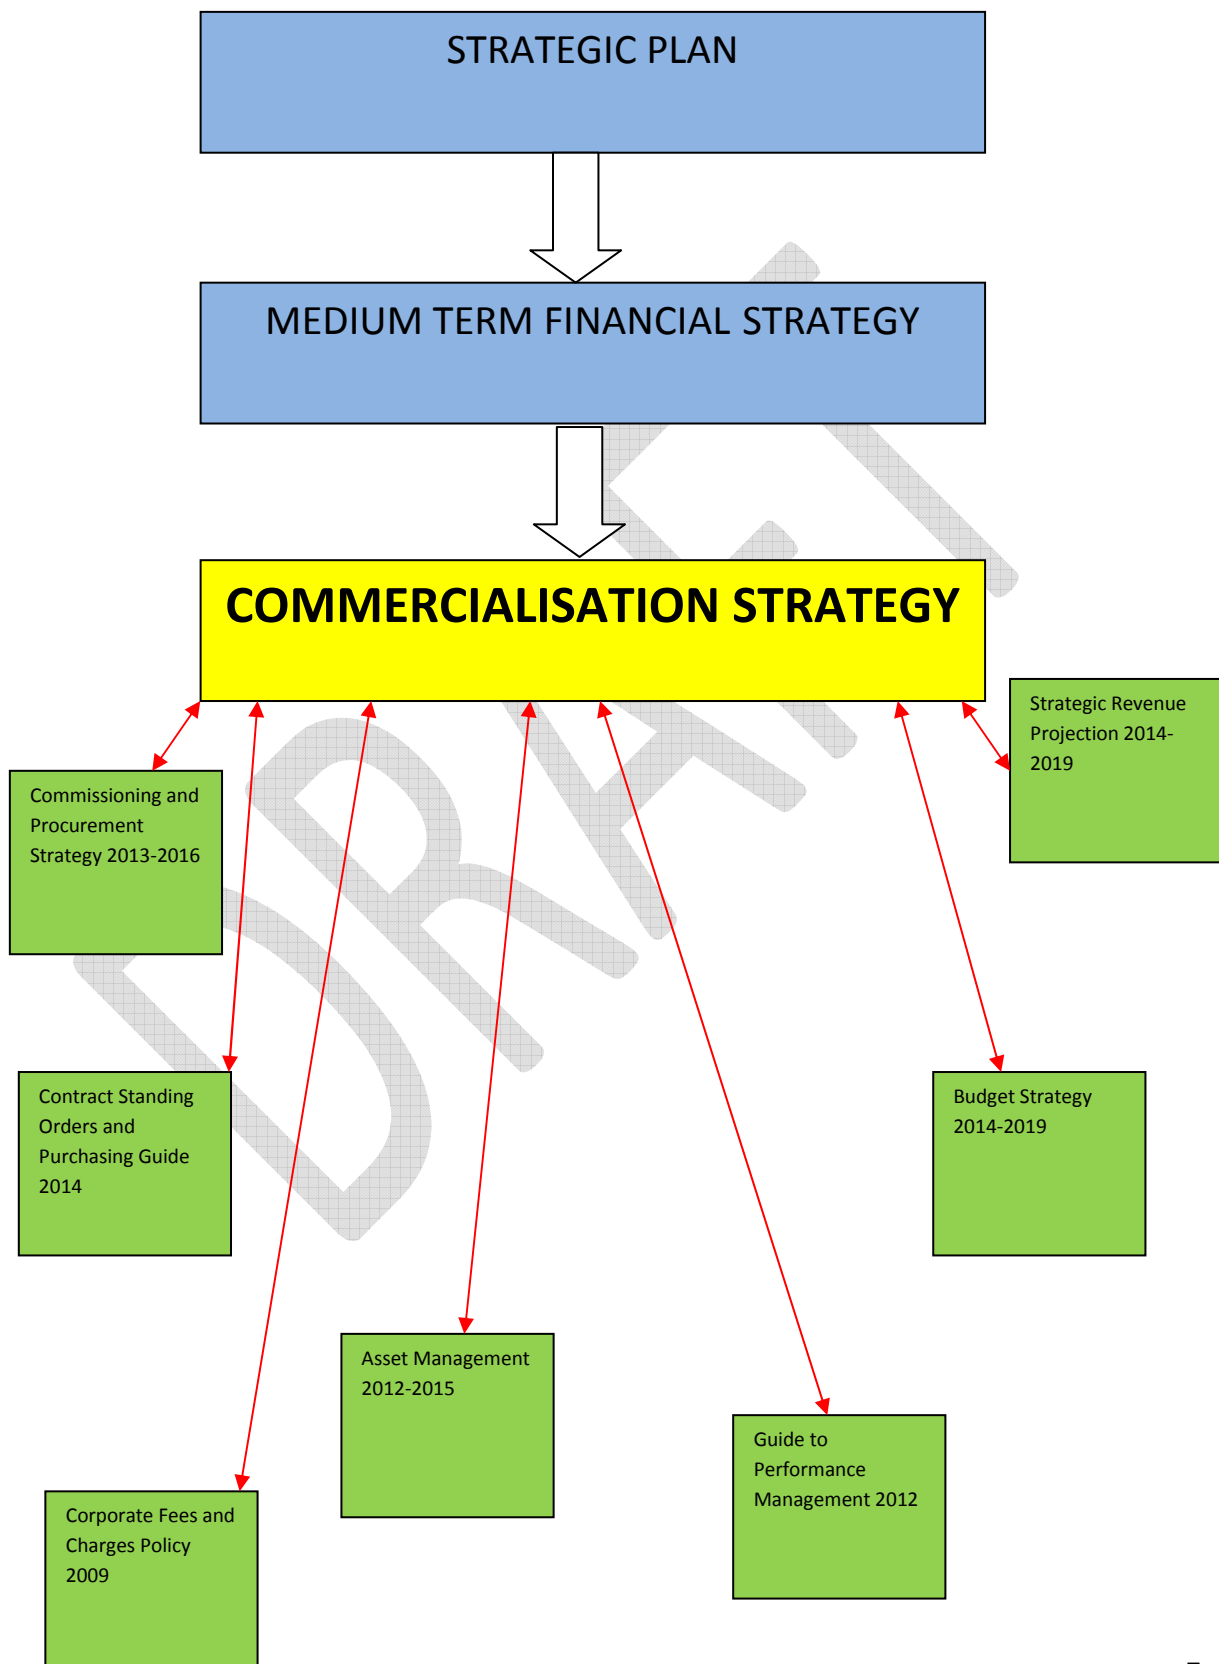 STRATEGIC PLAN
MEDIUM TERM FINANCIAL STRATEGY
COMMERCIALISATION STRATEGY
Strategic Revenue
Projection 2014-
2019
Commissioning and
Procurement
Strategy 2013-2016
Contract Standing
Orders and
Purchasing Guide
2014
Budget Strategy
2014-2019
Asset Management
2012-2015
Guide to
Performance
Management 2012
Corporate Fees and
Charges Policy
2009
DRAFT